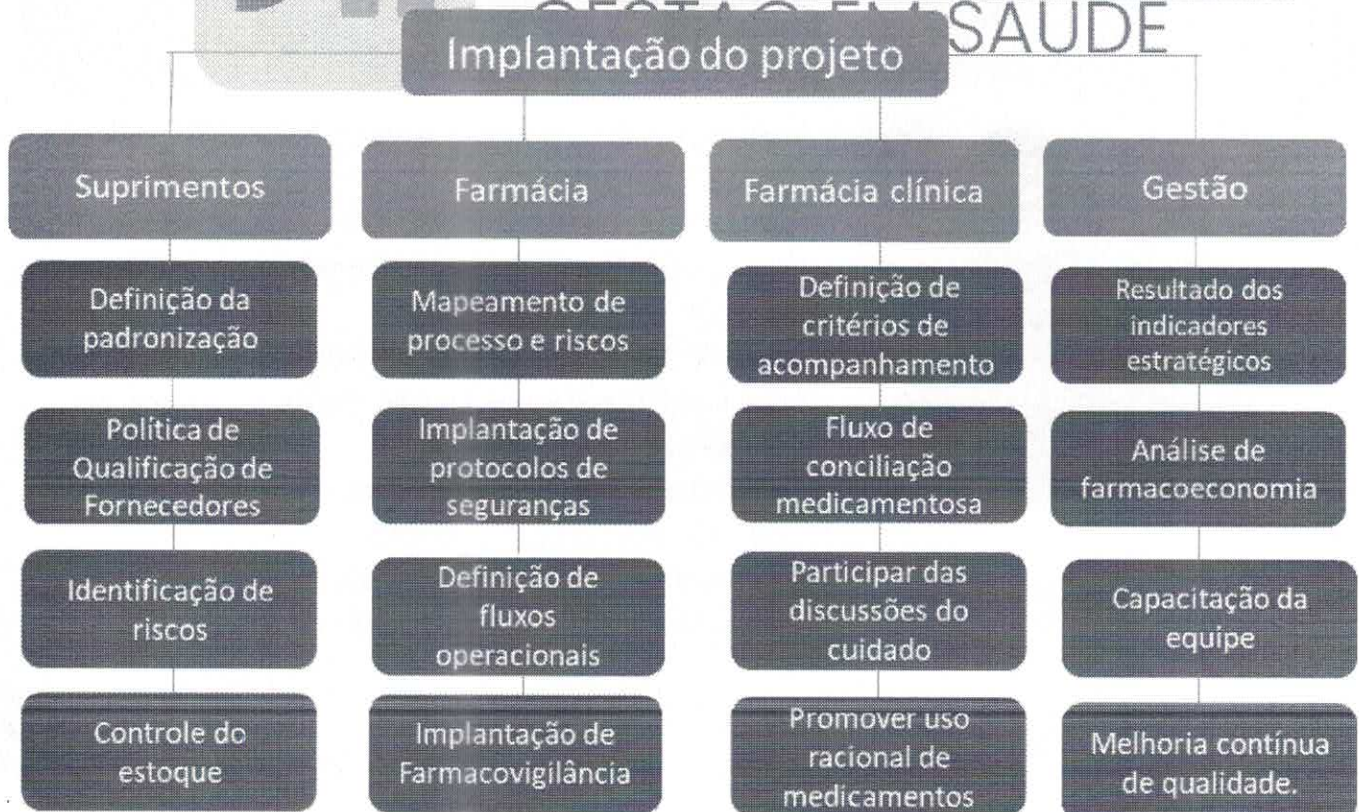 GESTÃO EM SAÚDE
Implantação do projeto
Suprimentos
Definição da
padronização
Política de
Qualificação de
Fornecedores
Identificação de
riscos
Controle do
estoque
Farmácia
Mapeamento de
processo e riscos
Implantação de
protocolos de
seguranças
Definição de
fluxos
operacionais
Implantação de
Farmacovigilância
Farmácia clínica
Definição de
critérios de
acompanhamento
Fluxo de
conciliação
medicamentosa
Participar das
discussões do
cuidado
Promover uso
racional de
medicamentos
Gestão
Resultado dos
indicadores
estratégicos
Análise de
farmacoeconomia
Capacitação da
equipe
Melhoria contínua
de qualidade.